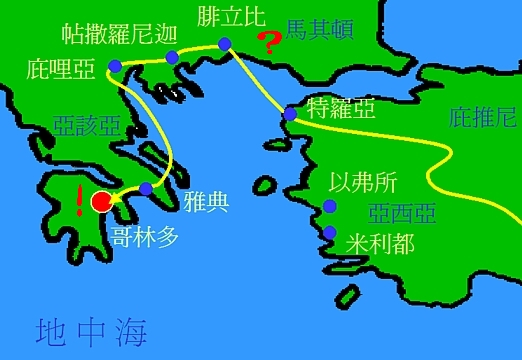 腓立比
帖撒羅尼迦
?
馬其頓
庇哩亞
特羅亞
庇推尼
亞該亞
以弗所
!
雅典
亞西亞
哥林多
米利都
地中海